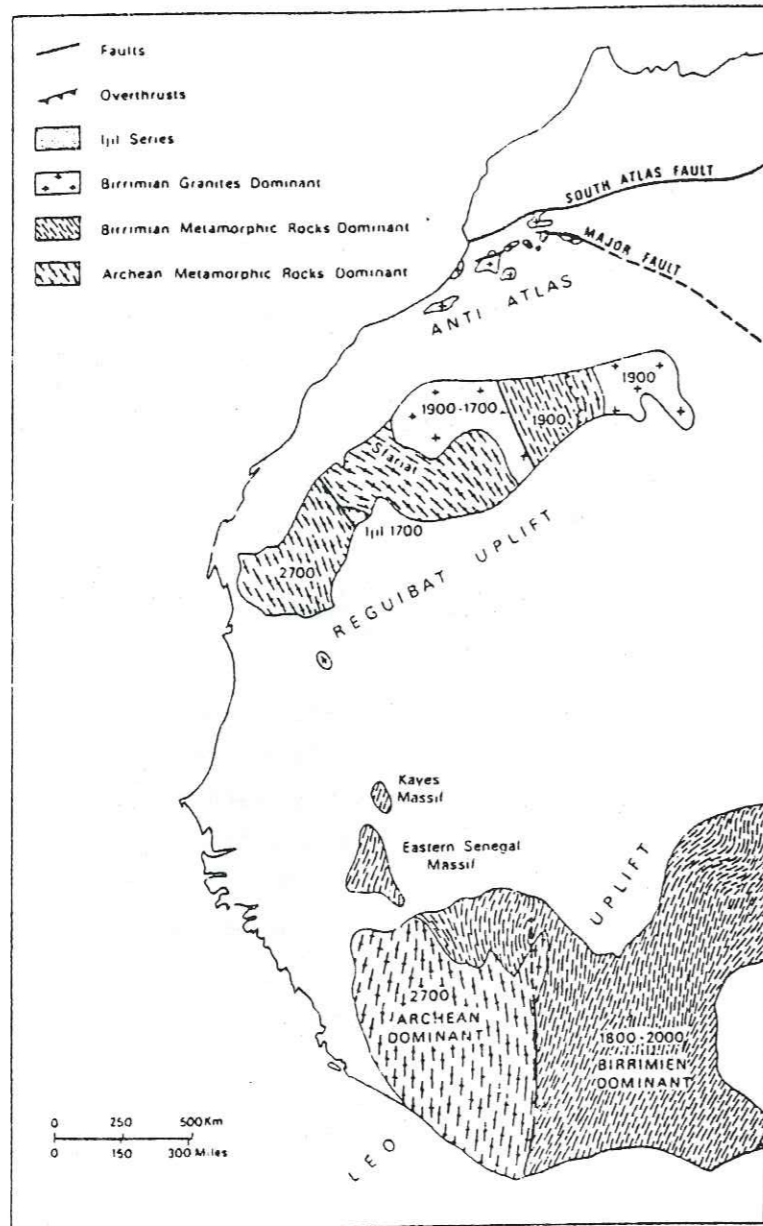 Faults
Overthrusts
Ijil Series
Birrimian Granites Dominant
Birrimian Metamorphic Rocks Dominant
Archean Metamorphic Rocks Dominant
SOUTH ATLAS FAULT
MAJOR FAULT
ANTI ATLAS
1900
1900-1700
1900
Sfariat
Ijil 1700
2700
REGUIBAT UPLIFT
Kayes
Massif
Eastern Senegal
Massif
UPLIFT
2700
ARCHEAN
DOMINANT
1800-2000
BIRRIMIEN
DOMINANT
0 250 500 Km
0 150 300 Miles
LEO